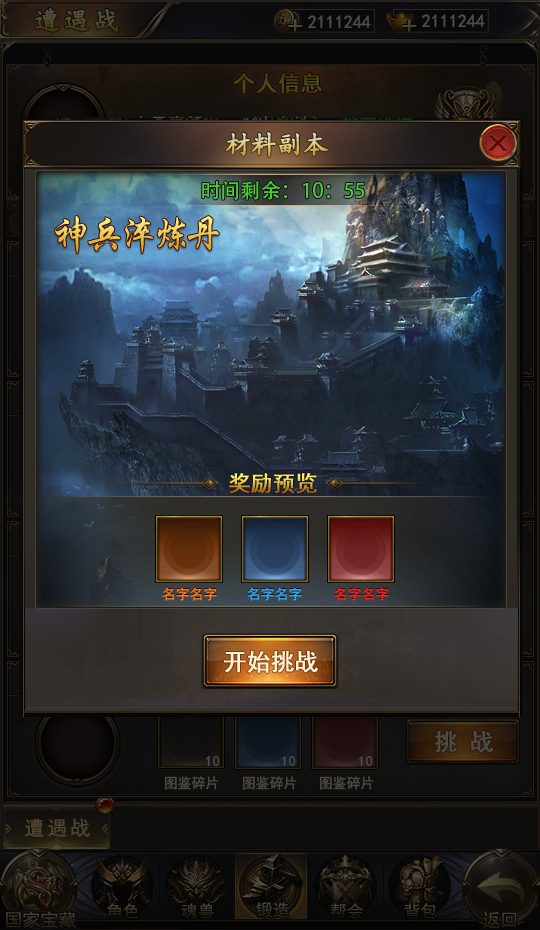 遭遇战
2111244
2111244
个人信息
材料副本
时间剩余：10：55
神兵淬炼丹
奖励预览
名字名字
名字名字
名字名字
开始挑战
10
10
10
挑 战
图鉴碎片
图鉴碎片
图鉴碎片
遭遇战
国家宝藏
角色
魂兽
锻造
帮会
背包
返回